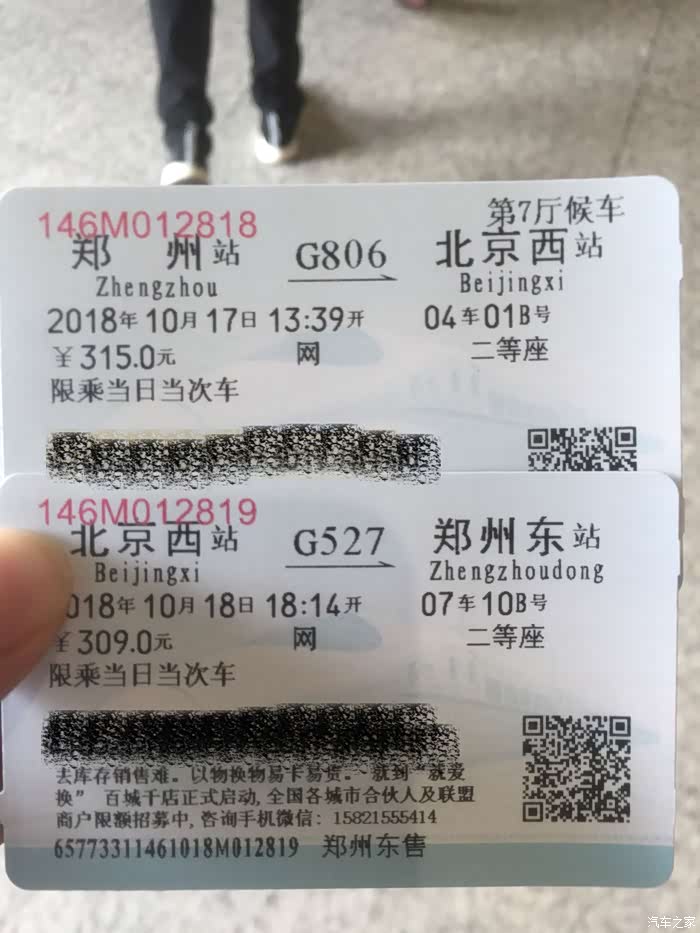 146M012818
第7厅候车
郑 州 站 G806 北京西 站
Zhengzhou Beijingxi
2018年10月17日 13:39开 04车01B号
￥315.0元 网 二等座
限乘当日当次车
146M012819
北京西 站 G527 郑州东 站
Beijingxi Zhengzhoudong
018年10月18日 18:14开 07车10B号
￥309.0元 网 二等座
限乘当日当次车
去库存销售难。以物换物易卡易货。就到“就爱
换” 百城千店正式启动,全国各城市合伙人及联盟
商户限额招募中,咨询手机微信: 15821555414
65773311461018M012819 郑州东售
汽车之家